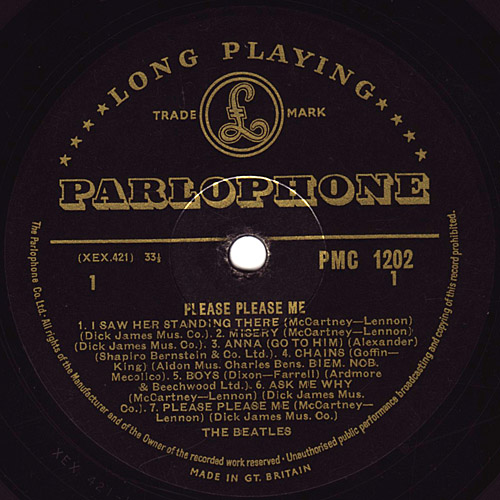 LONG PLAYING
TRADE £ MARK
PARLOPHONE
(XEX.421) 33⅓
1
PMC 1202
1
PLEASE PLEASE ME
1. I SAW HER STANDING THERE (McCartney—Lennon)
(Dick James Mus. Co.) 2. MISERY (McCartney—Lennon)
(Dick James Mus. Co.) 3. ANNA (GO TO HIM) (Alexander)
(Shapiro Bernstein & Co. Ltd.) 4. CHAINS (Goffin—
King) (Aldon Mus. Charles Bens. BIEM. NOB.
Mecolico) 5. BOYS (Dixon—Farrell) (Ardmore
& Beechwood Ltd.) 6. ASK ME WHY
(McCartney—Lennon) (Dick James Mus.
Co.) 7. PLEASE PLEASE ME (McCartney—
Lennon) (Dick James Mus. Co.)
THE BEATLES
The Parlophone Co. Ltd. All rights of the Manufacturer and of the Owner of the recorded work reserved · Unauthorised public performance broadcasting and copying of this record prohibited.
MADE IN GT. BRITAIN
XEX 421